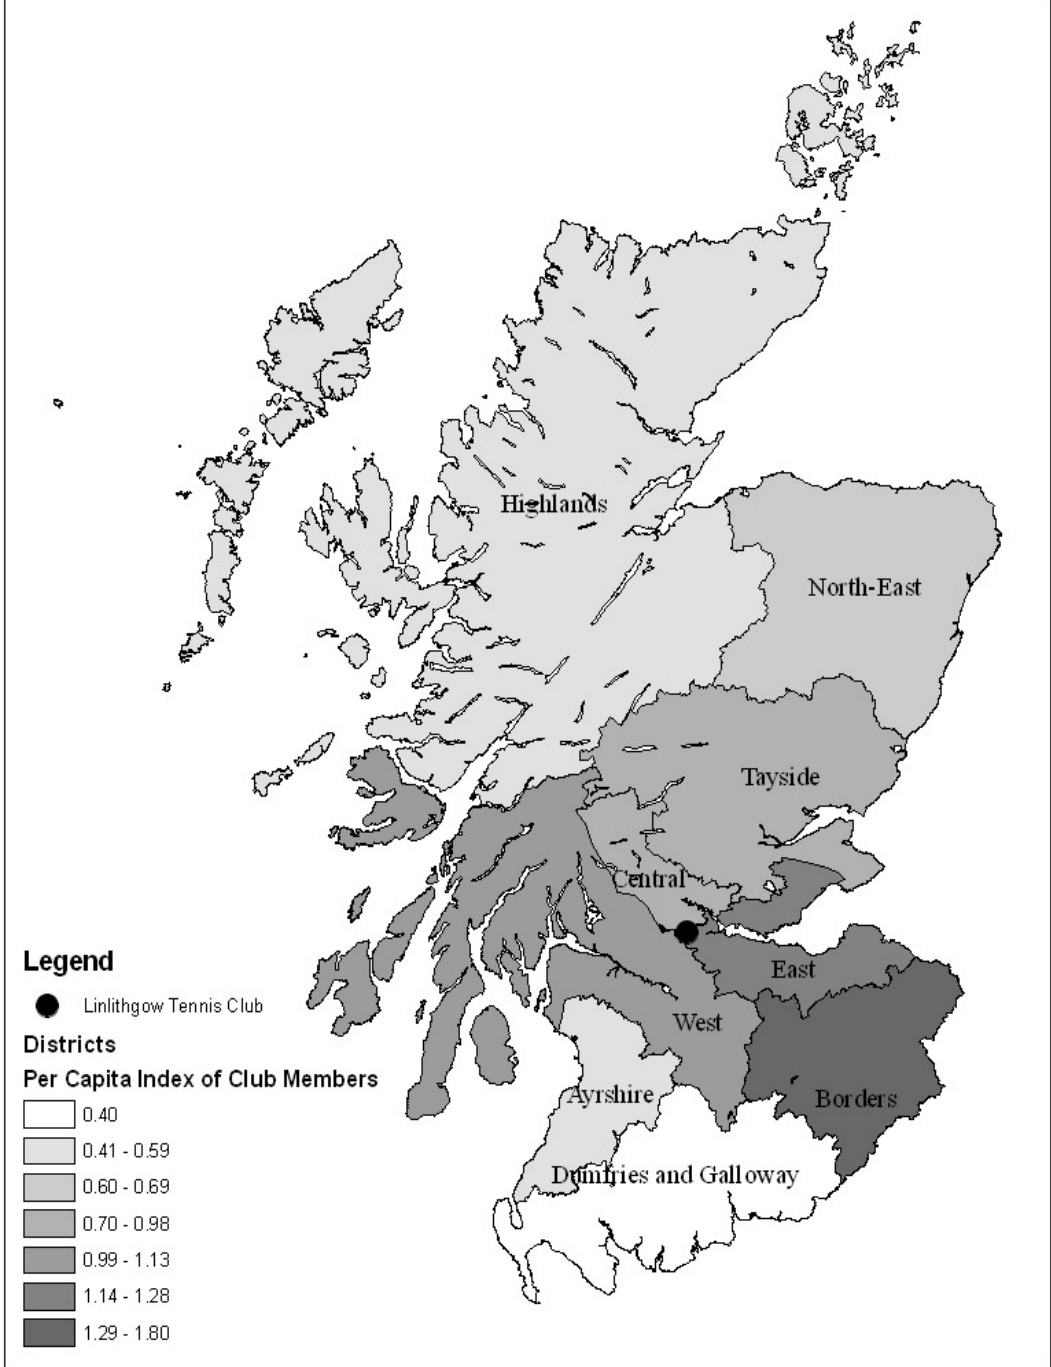 Highlands
North-East
Tayside
Central
East
West
Borders
Ayrshire
Dumfries and Galloway
Legend
Linlithgow Tennis Club
Districts
Per Capita Index of Club Members
0.40
0.41 - 0.59
0.60 - 0.69
0.70 - 0.98
0.99 - 1.13
1.14 - 1.28
1.29 - 1.80